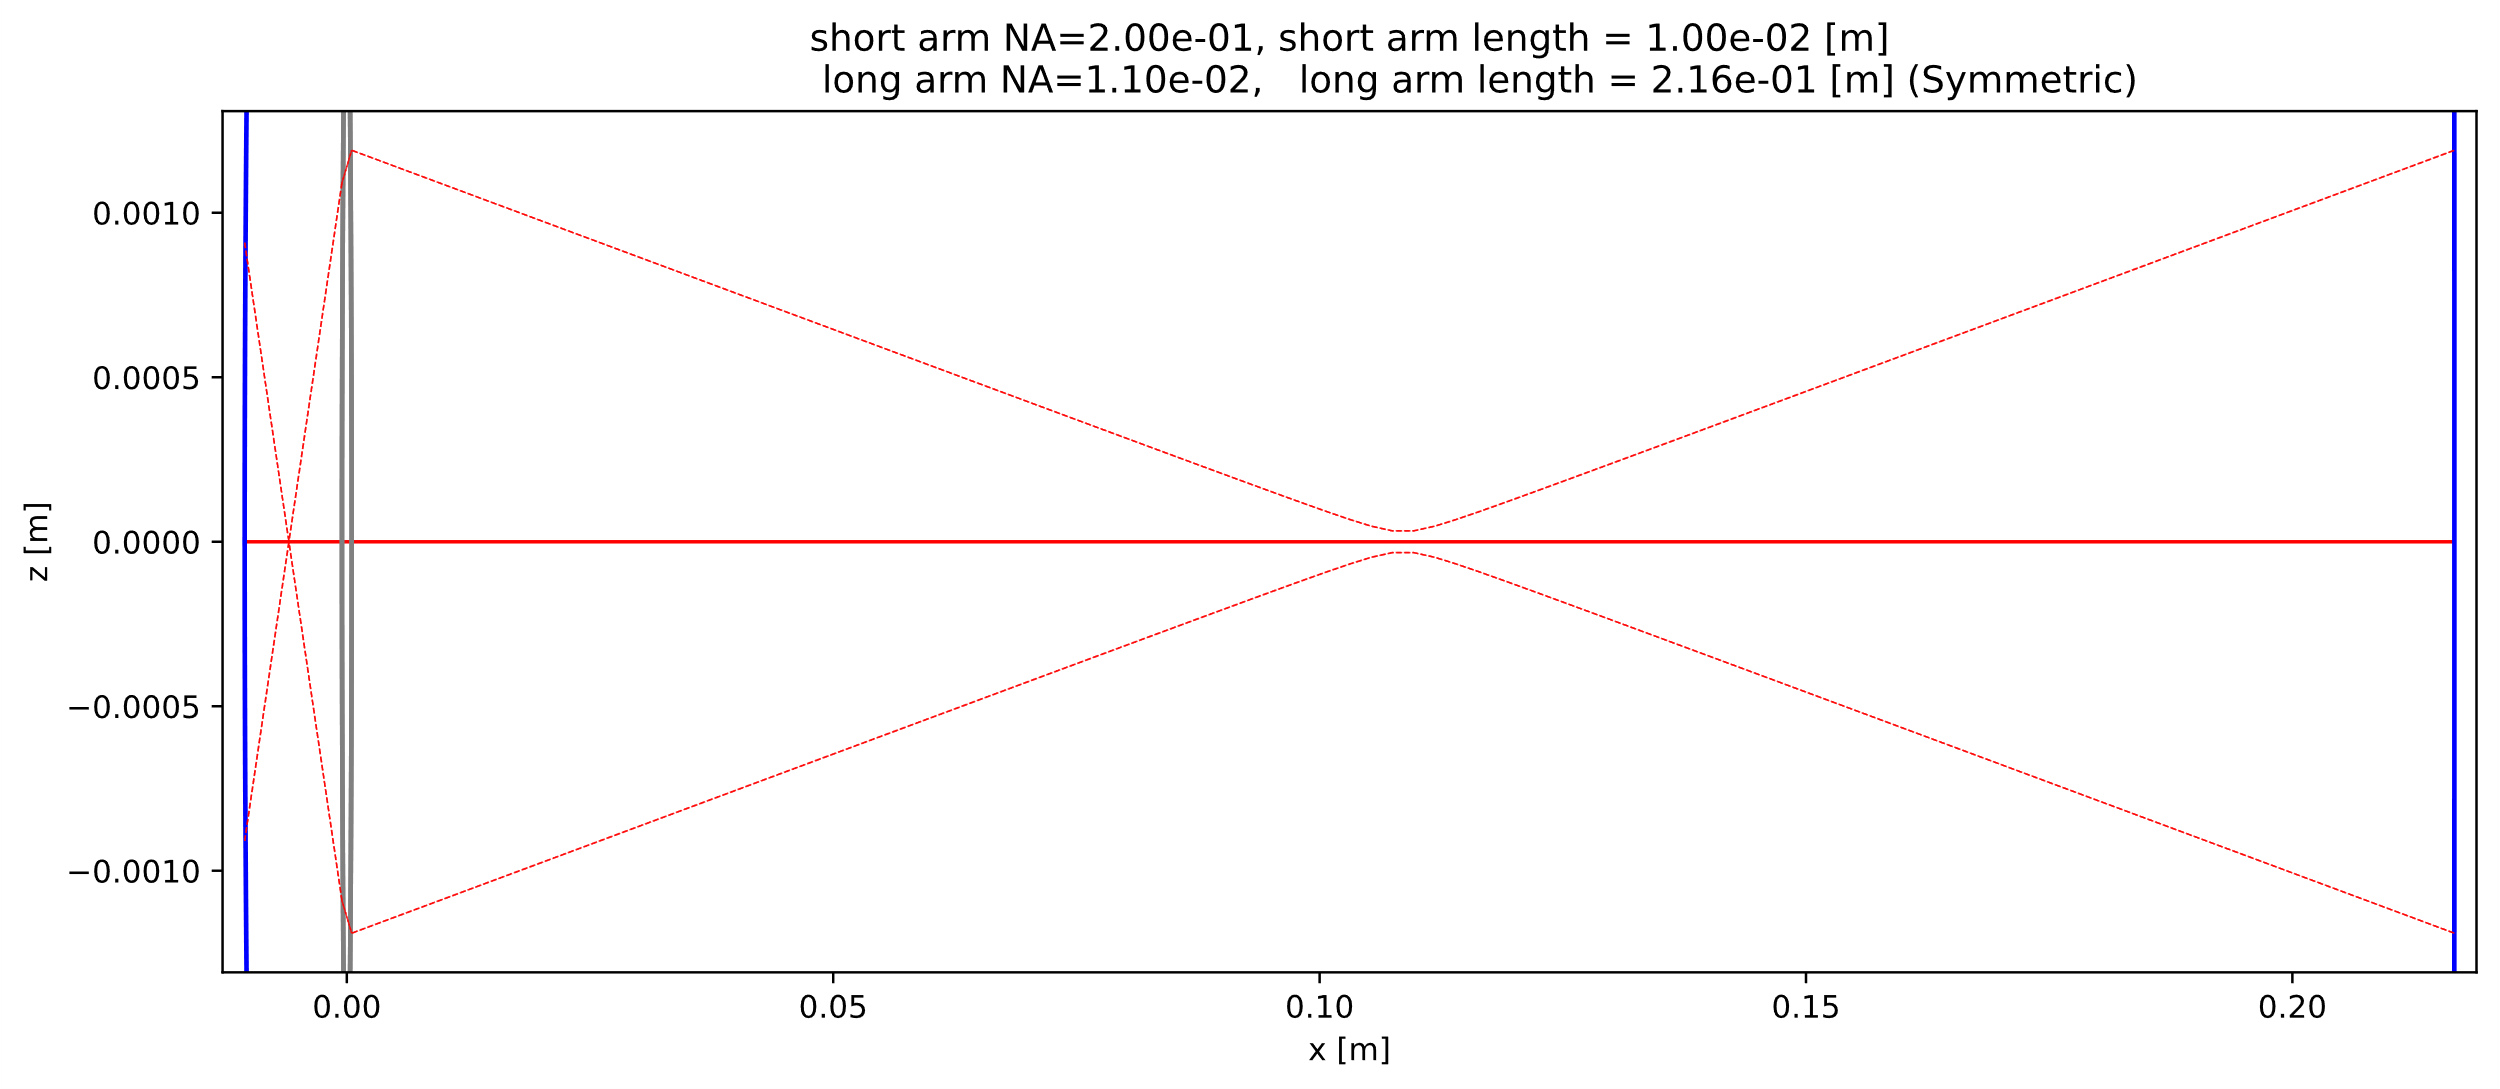 short arm NA=2.00e-01, short arm length = 1.00e-02 [m]
long arm NA=1.10e-02,   long arm length = 2.16e-01 [m] (Symmetric)
z [m]
0.0010
0.0005
0.0000
−0.0005
−0.0010
0.00 0.05 0.10 0.15 0.20
x [m]